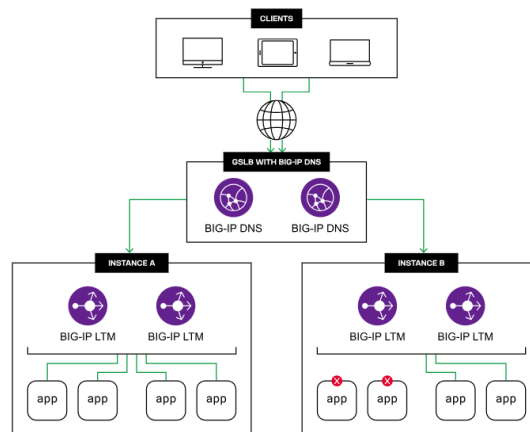 CLIENTS
GSLB WITH BIG-IP DNS
BIG-IP DNS BIG-IP DNS
INSTANCE A INSTANCE B
BIG-IP LTM BIG-IP LTM BIG-IP LTM BIG-IP LTM
app app app app app app app app
X X